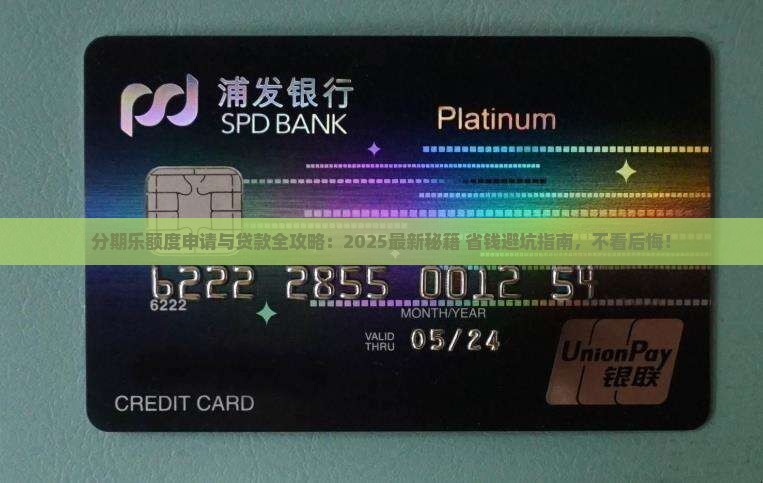 浦发银行
SPD BANK
Platinum
分期乐额度申请与贷款全攻略：2025最新秘籍 省钱避坑指南，不看后悔！
6222 2855 0012 54
6222
MONTH/YEAR
VALID THRU 05/24
UnionPay
银联
CREDIT CARD